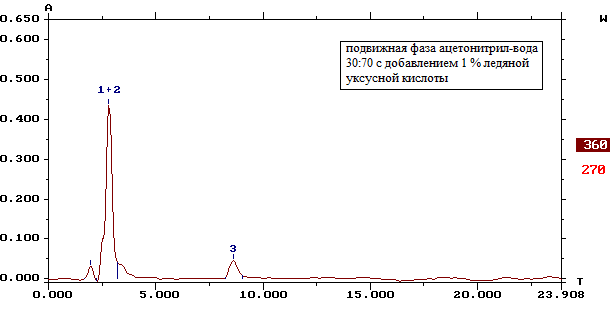 A
W
0.650
0.600
подвижная фаза ацетонитрил-вода
30:70 с добавлением 1 % ледяной
уксусной кислоты
0.500
1+2
0.400
360
0.300
270
0.200
0.100
3
0.000
T
0.000 5.000 10.000 15.000 20.000 23.908